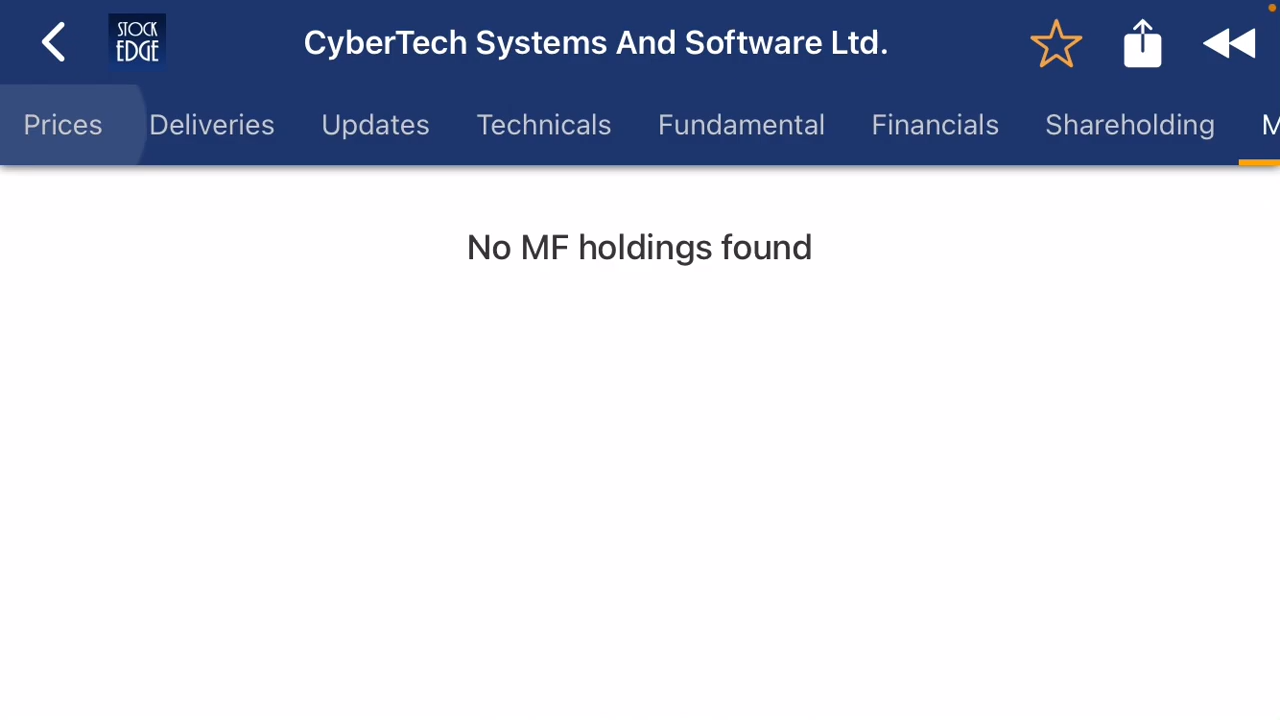 STOCK
EDGE
CyberTech Systems And Software Ltd.
Prices Deliveries Updates Technicals Fundamental Financials Shareholding
No MF holdings found